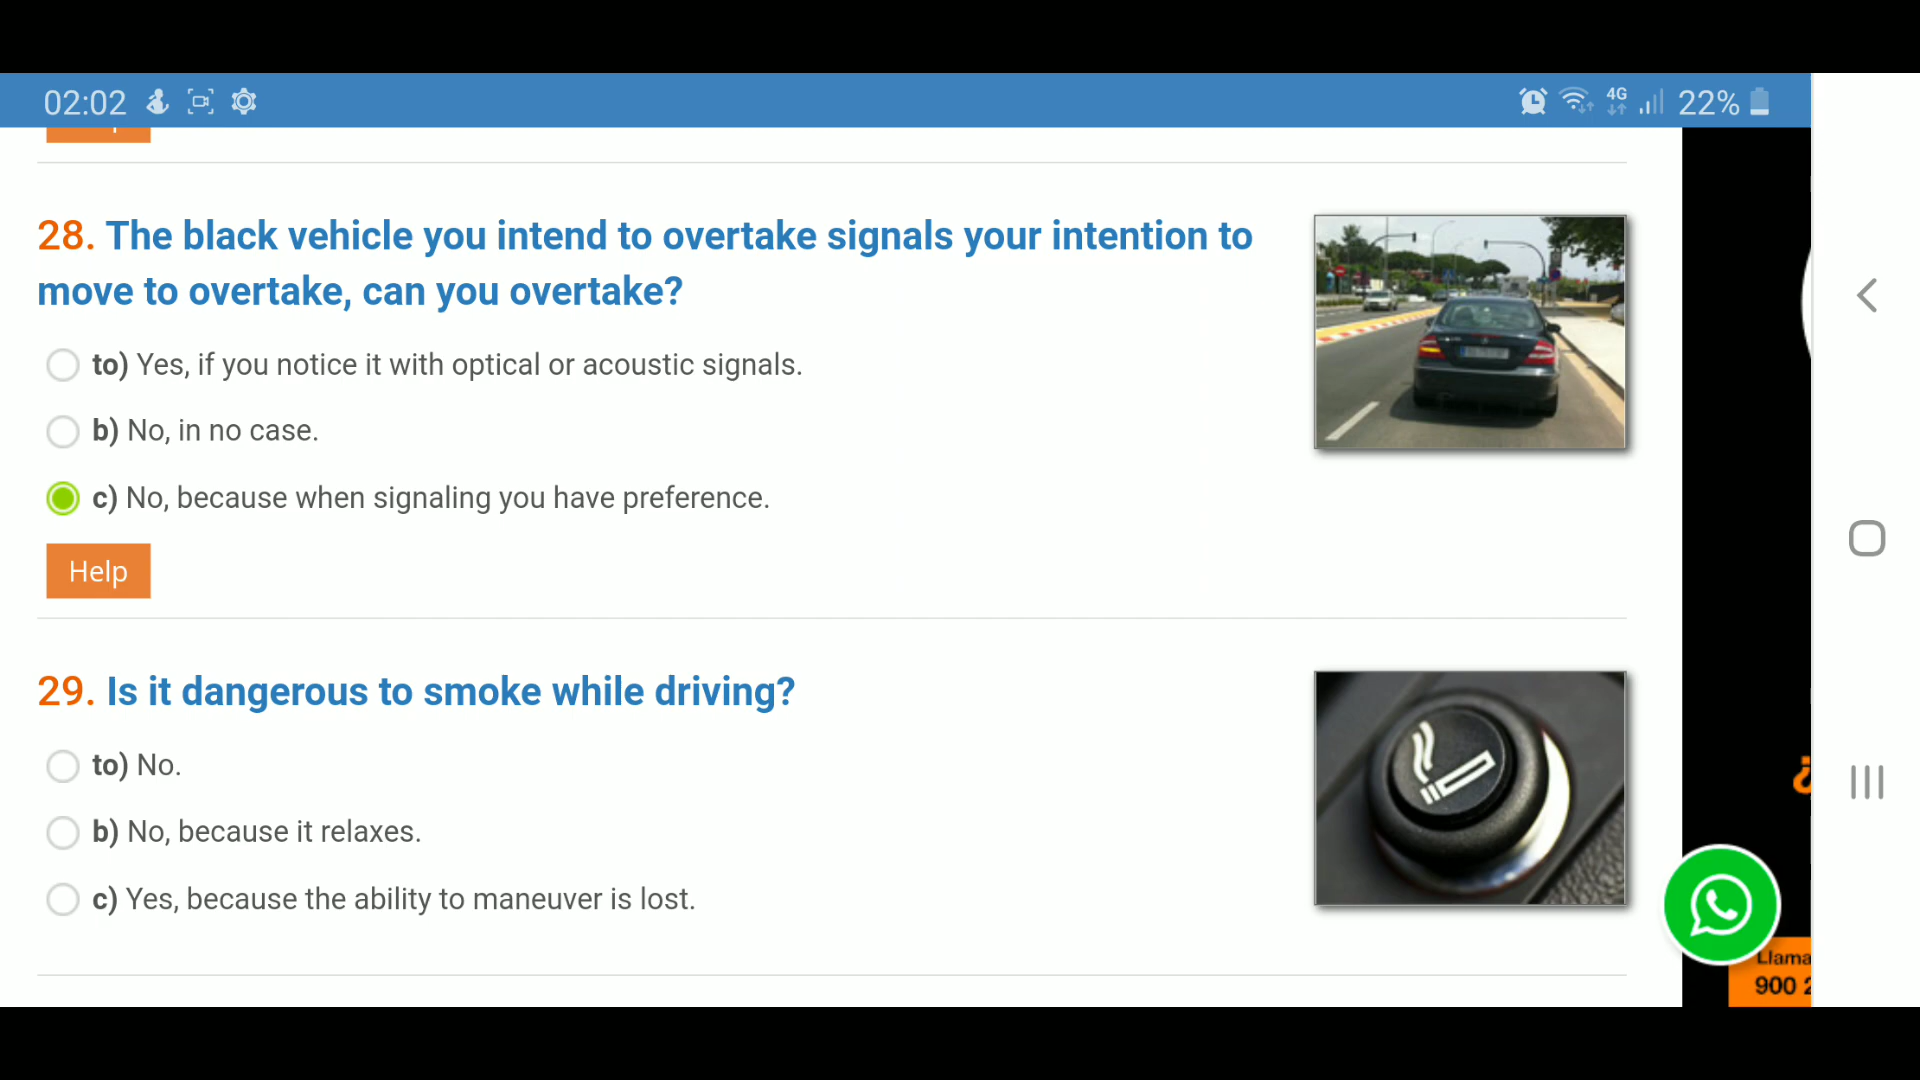 02:02
4G 22%
28. The black vehicle you intend to overtake signals your intention to
move to overtake, can you overtake?
to) Yes, if you notice it with optical or acoustic signals.
b) No, in no case.
c) No, because when signaling you have preference.
Help
29. Is it dangerous to smoke while driving?
to) No.
b) No, because it relaxes.
c) Yes, because the ability to maneuver is lost.
¿
Llama
900